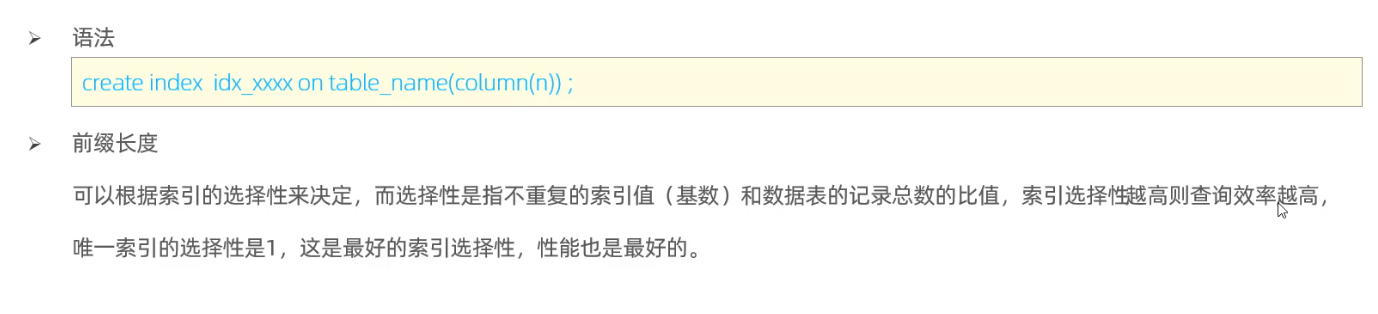 语法
create index  idx_xxxx on table_name(column(n)) ;
前缀长度
可以根据索引的选择性来决定，而选择性是指不重复的索引值（基数）和数据表的记录总数的比值，索引选择性越高则查询效率越高，
唯一索引的选择性是1，这是最好的索引选择性，性能也是最好的。